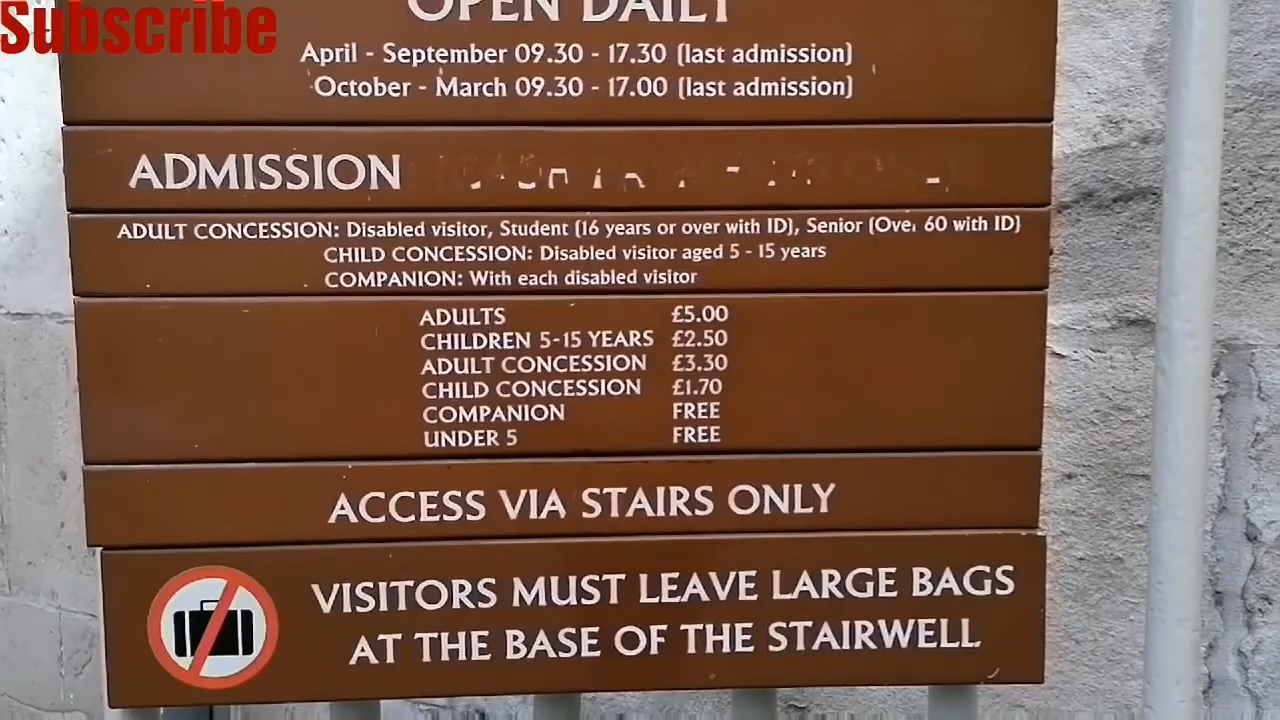 Subscribe
OPEN DAILY
April - September 09.30 - 17.30 (last admission)
October - March 09.30 - 17.00 (last admission)
ADMISSION
ADULT CONCESSION: Disabled visitor, Student (16 years or over with ID), Senior (Over 60 with ID)
CHILD CONCESSION: Disabled visitor aged 5 - 15 years
COMPANION: With each disabled visitor
ADULTS £5.00
CHILDREN 5-15 YEARS £2.50
ADULT CONCESSION £3.30
CHILD CONCESSION £1.70
COMPANION FREE
UNDER 5 FREE
ACCESS VIA STAIRS ONLY
VISITORS MUST LEAVE LARGE BAGS
AT THE BASE OF THE STAIRWELL